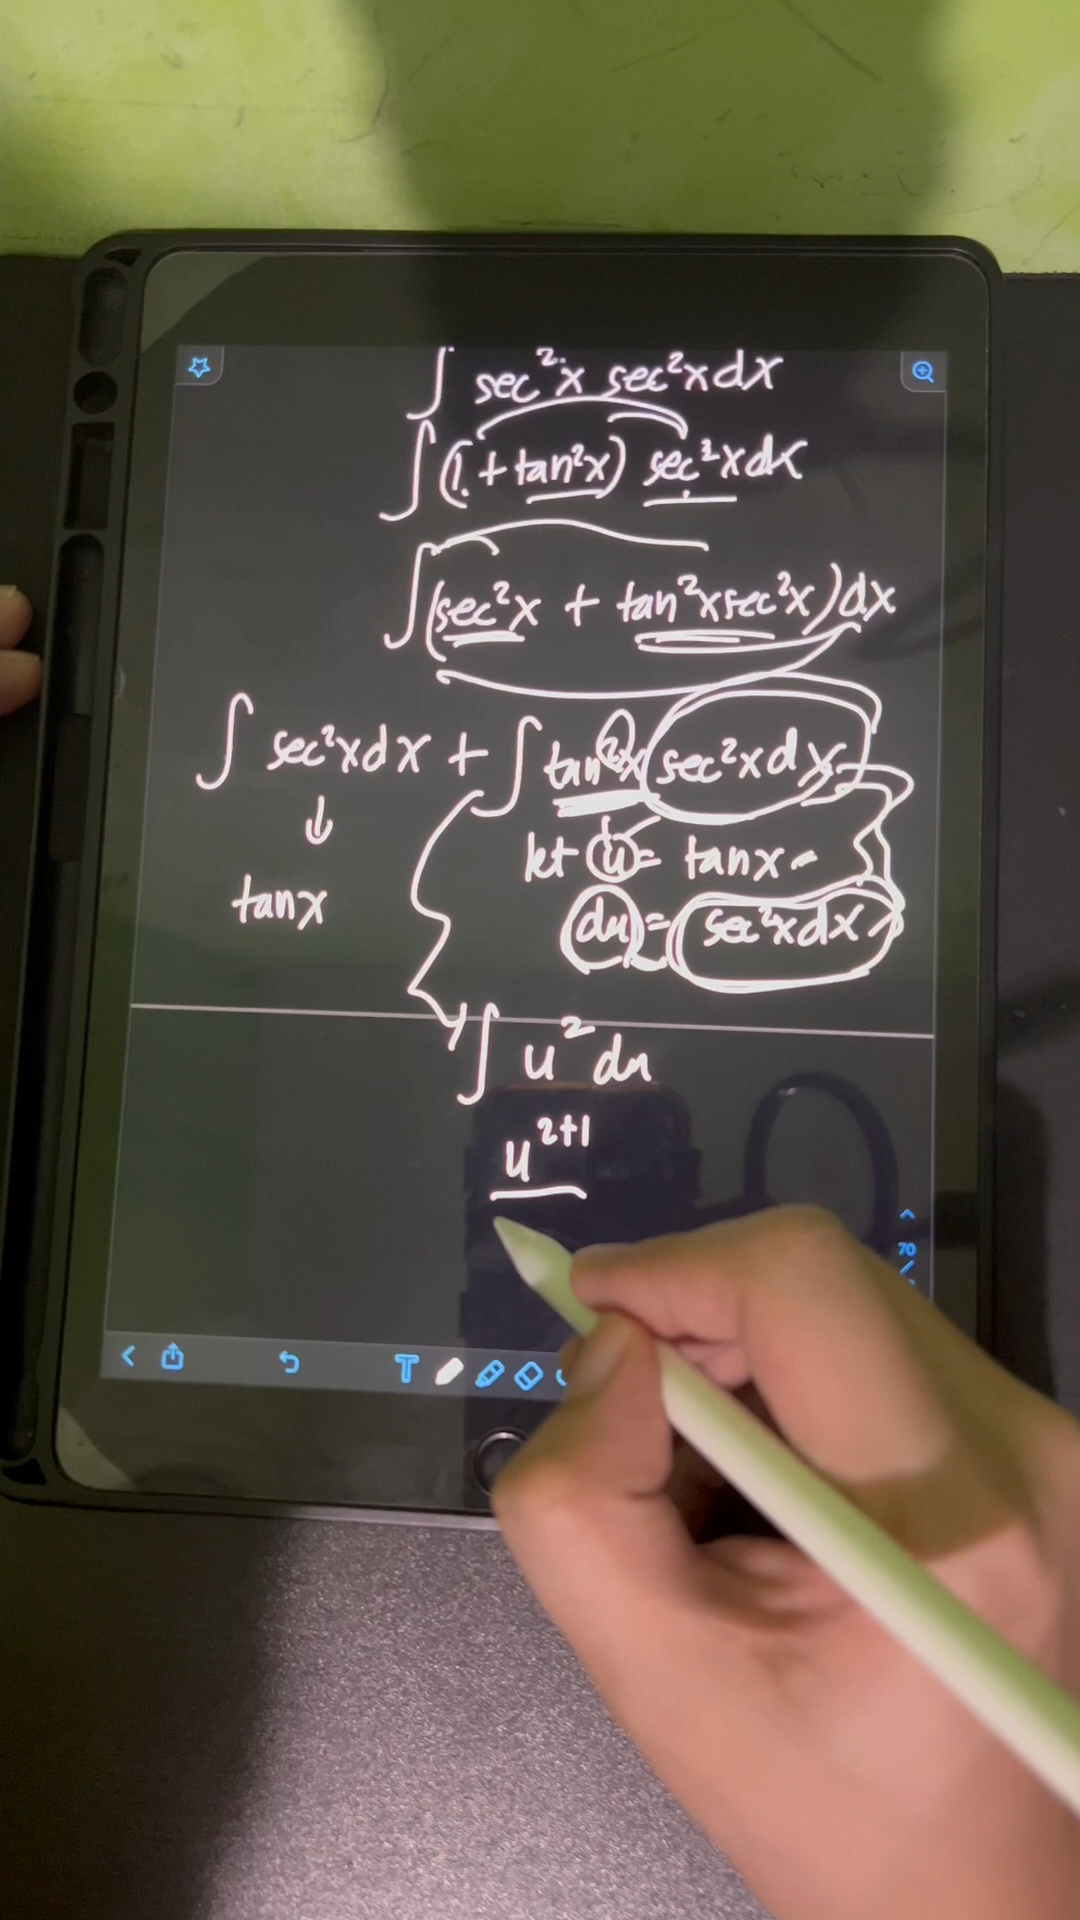 ∫ sec²x sec²x dx
∫ (1 + tan²x) sec²x dx
∫ (sec²x + tan²x sec²x) dx
∫ sec²x dx + ∫ tan²x sec²x dx
↓
let u = tanx
tanx
du = sec²x dx
∫ u² du
u²⁺¹
70
T